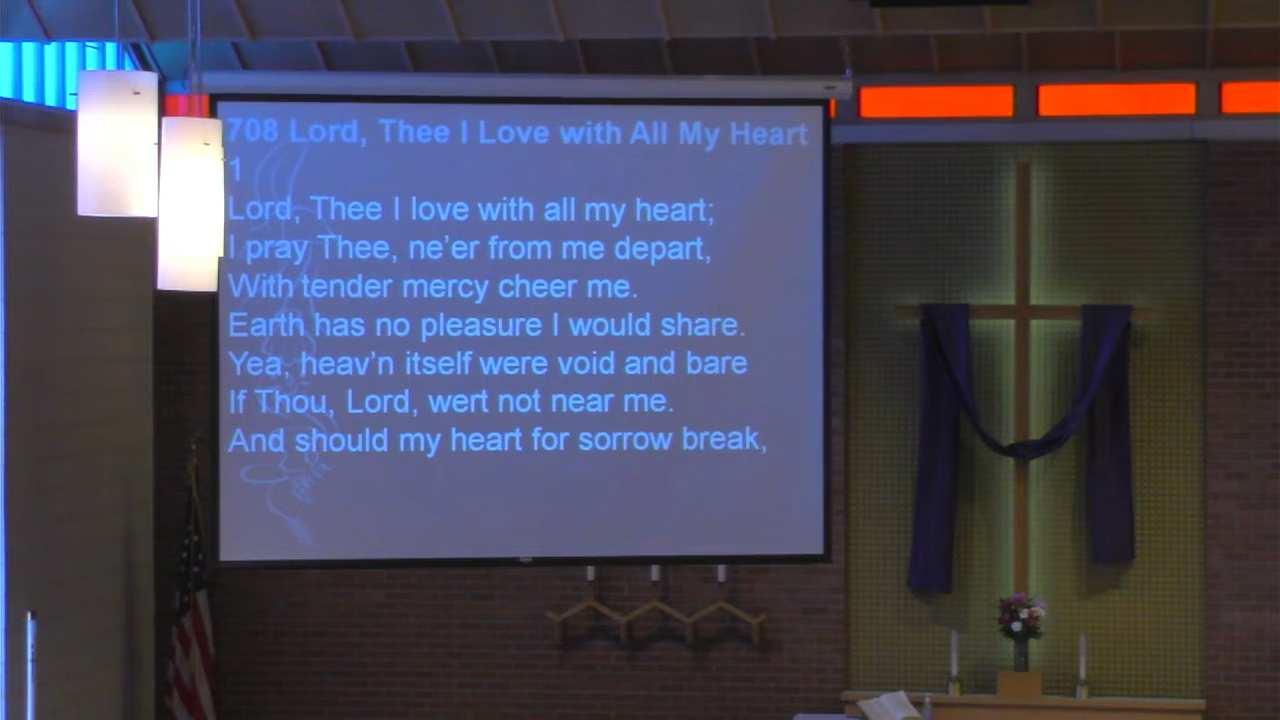 708 Lord, Thee I Love with All My Heart
1
Lord, Thee I love with all my heart;
I pray Thee, ne’er from me depart,
With tender mercy cheer me.
Earth has no pleasure I would share.
Yea, heav’n itself were void and bare
If Thou, Lord, wert not near me.
And should my heart for sorrow break,